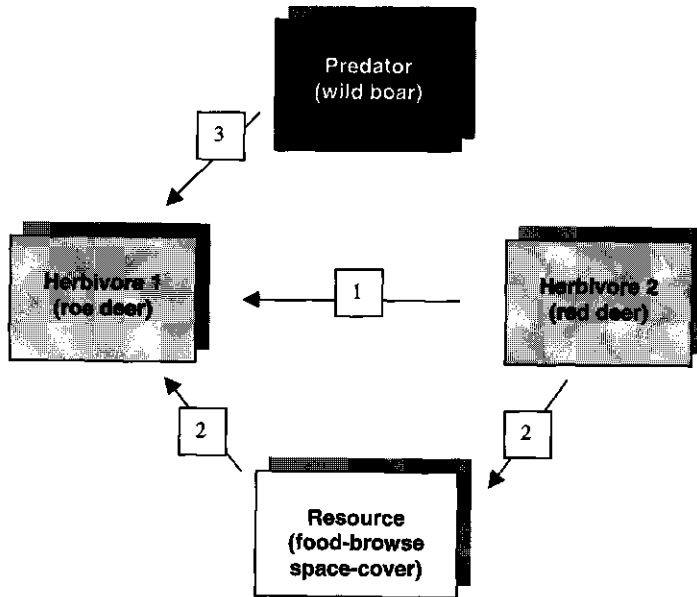 Predator
(wild boar)
3
Herbivore 1
(roe deer)
1
Herbivore 2
(red deer)
2
2
Resource
(food-browse
space-cover)